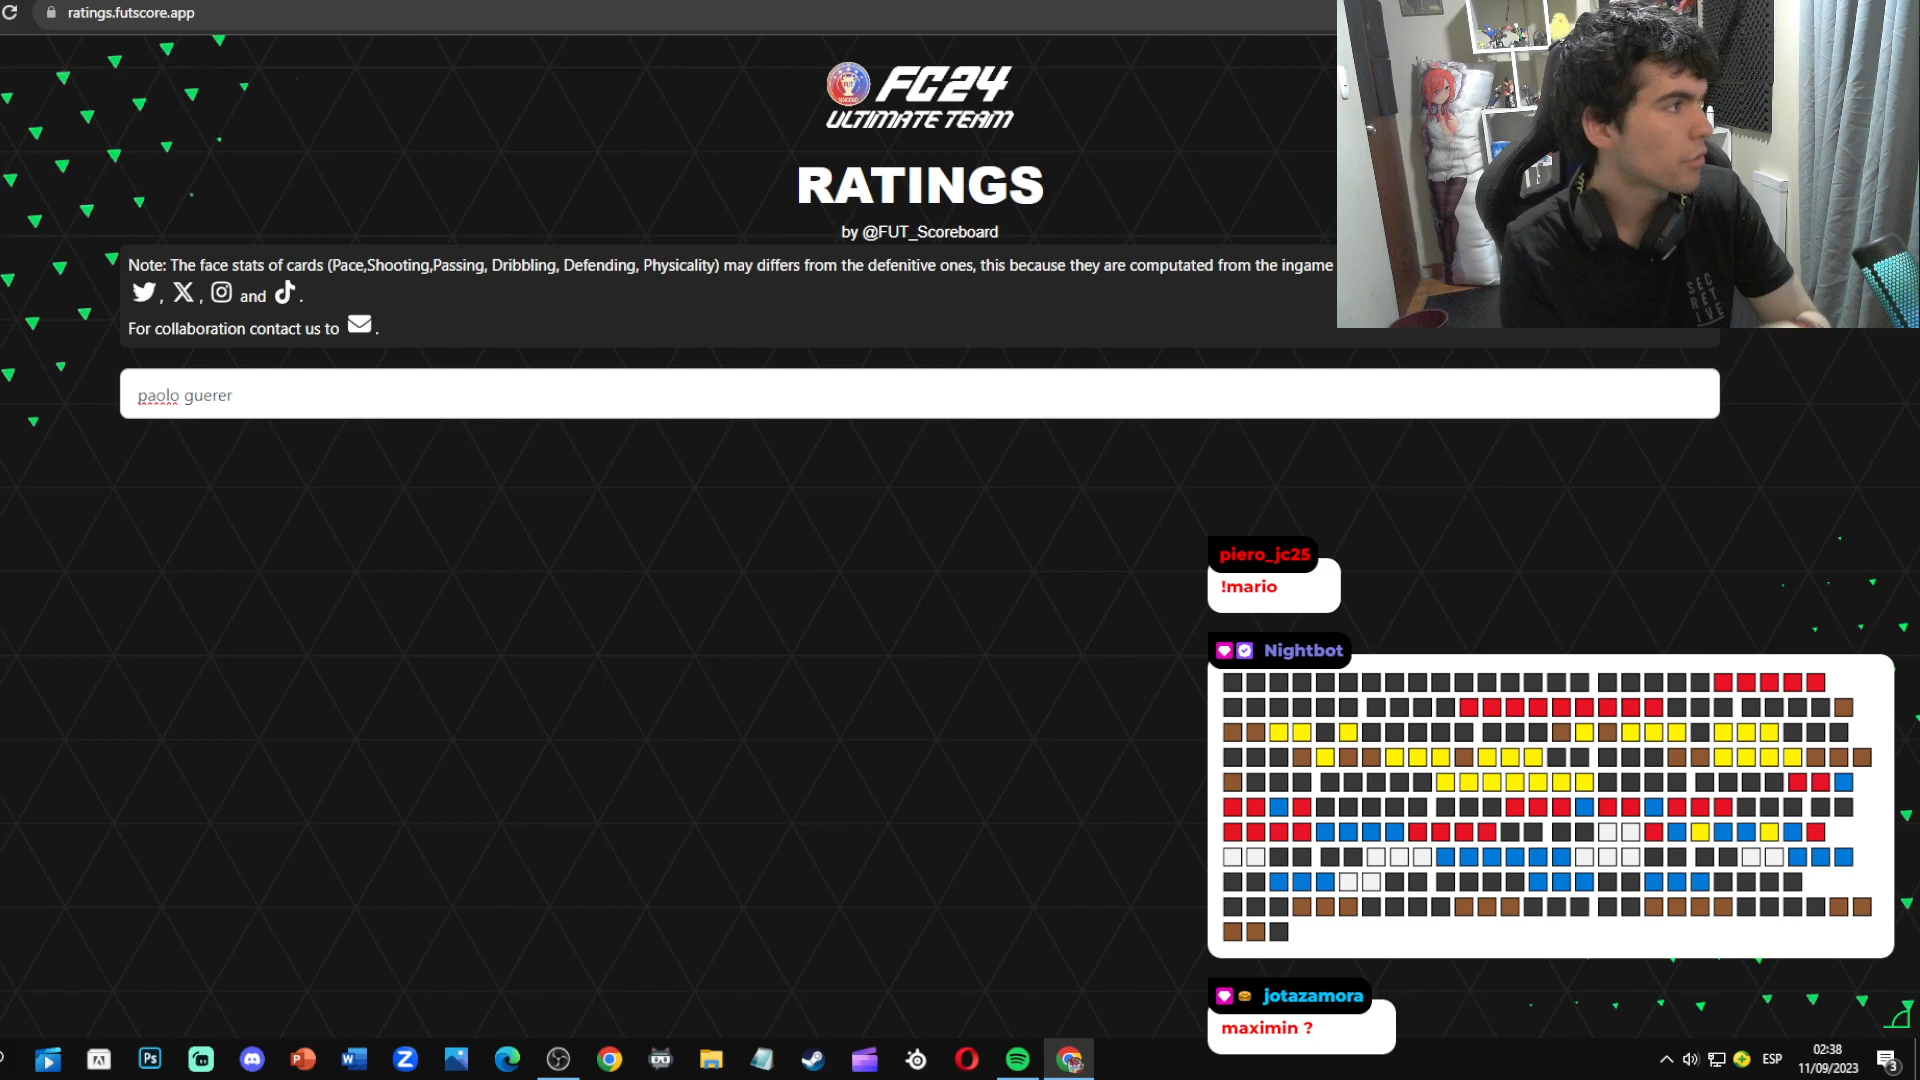 ratings.futscore.app
FC24
ULTIMATE TEAM
RATINGS
by @FUT_Scoreboard
Note: The face stats of cards (Pace,Shooting,Passing, Dribbling, Defending, Physicality) may differs from the defenitive ones, this because they are computated from the ingame
, , and .
For collaboration contact us to .
paolo guerer
piero_jc25
!mario
Nightbot
jotazamora
maximin ?
ESP
02:38
11/09/2023
3